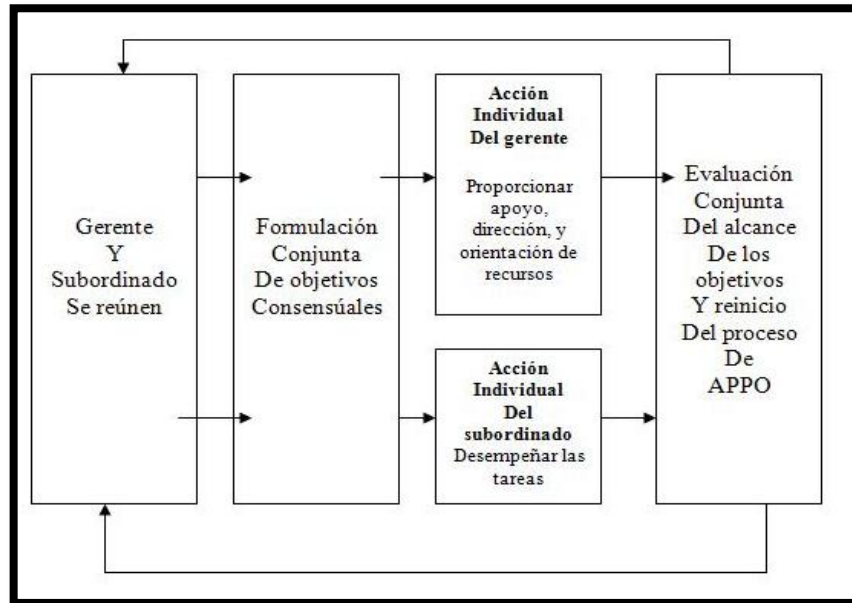 Gerente
Y
Subordinado
Se reúnen
Formulación
Conjunta
De objetivos
Consensúales
Acción
Individual
Del gerente
Proporcionar
apoyo,
dirección, y
orientación de
recursos
Acción
Individual
Del
subordinado
Desempeñar las
tareas
Evaluación
Conjunta
Del alcance
De los
objetivos
Y reinicio
Del proceso
De
APPO